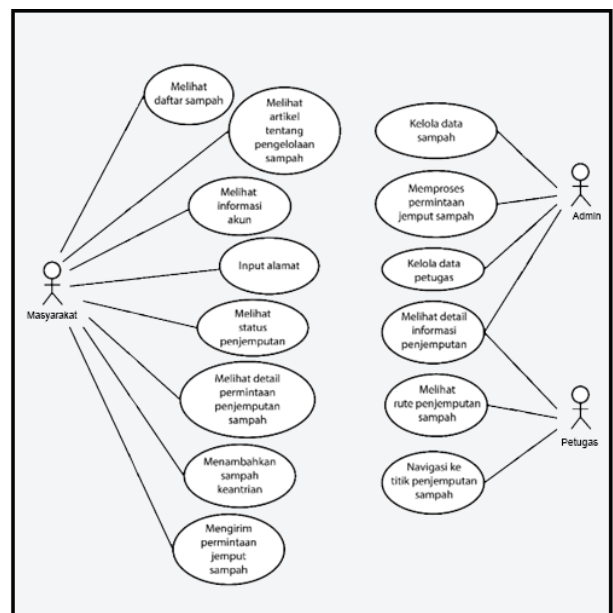 Melihat
daftar sampah
Melihat
artikel
tentang
pengelolaan
sampah
Melihat
informasi
akun
Input alamat
Melihat
status
penjemputan
Melihat detail
permintaan
penjemputan
sampah
Menambahkan
sampah
keantrian
Mengirim
permintaan
jemput
sampah
Masyarakat
Kelola data
sampah
Memproses
permintaan
jemput sampah
Kelola data
petugas
Melihat detail
informasi
penjemputan
Melihat
rute penjemputan
sampah
Navigasi ke
titik penjemputan
sampah
Admin
Petugas